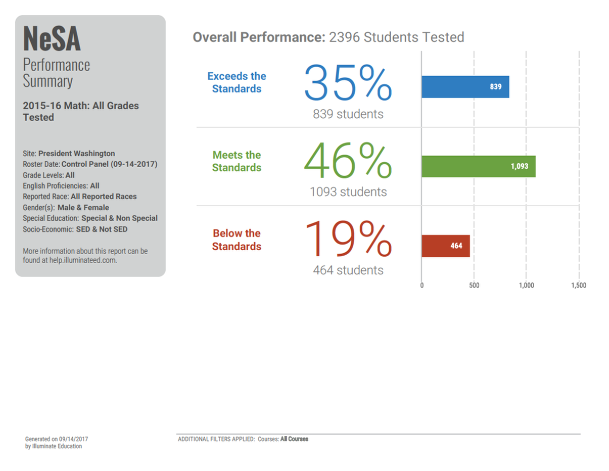 NeSA
Performance
Summary
2015-16 Math: All Grades
Tested
Site: President Washington
Roster Date: Control Panel (09-14-2017)
Grade Levels: All
English Proficiencies: All
Reported Race: All Reported Races
Gender(s): Male & Female
Special Education: Special & Non Special
Socio-Economic: SED & Not SED
More information about this report can be
found at help.illuminateed.com.
Overall Performance: 2396 Students Tested
Exceeds the
Standards
35%
839 students
839
Meets the
Standards
46%
1093 students
1,093
Below the
Standards
19%
464 students
464
0 500 1,000 1,500
Generated on 09/14/2017
by Illuminate Education
ADDITIONAL FILTERS APPLIED: Courses: All Courses